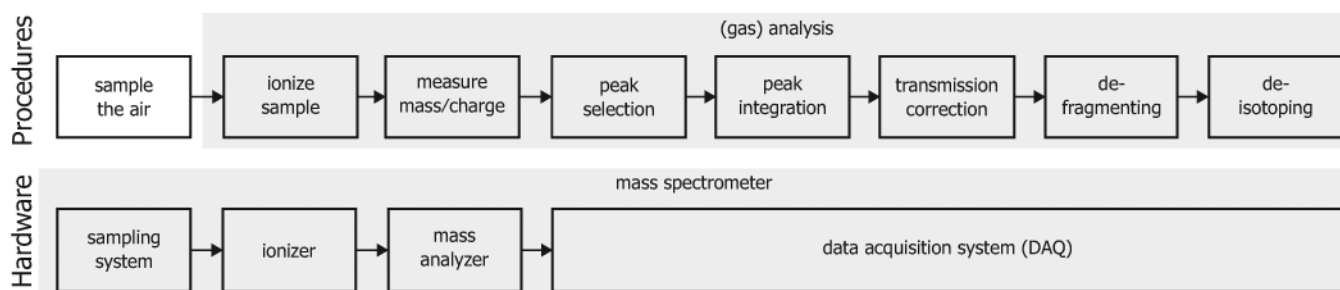 Procedures
(gas) analysis
sample
the air
ionize
sample
measure
mass/charge
peak
selection
peak
integration
transmission
correction
de-
fragmenting
de-
isotoping
Hardware
mass spectrometer
sampling
system
ionizer
mass
analyzer
data acquisition system (DAQ)